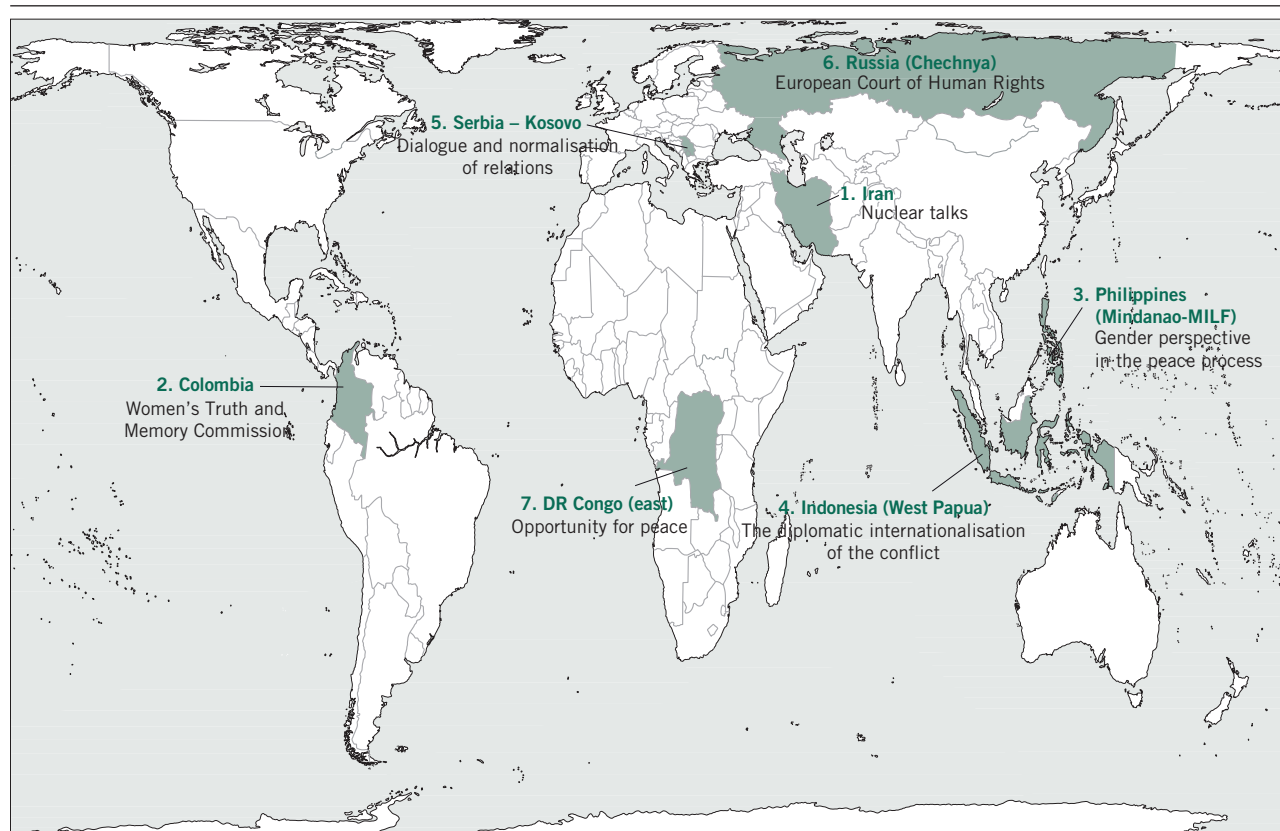 6. Russia (Chechnya)
European Court of Human Rights
5. Serbia – Kosovo
Dialogue and normalisation
of relations
1. Iran
Nuclear talks
3. Philippines
(Mindanao-MILF)
Gender perspective
in the peace process
2. Colombia
Women's Truth and
Memory Commission
7. DR Congo (east)
Opportunity for peace
4. Indonesia (West Papua)
The diplomatic internationalisation
of the conflict